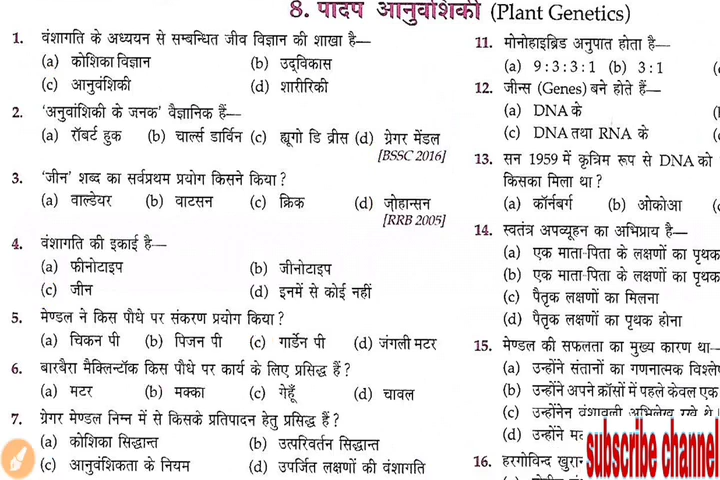 8. पादप आनुवंशिकी (Plant Genetics)
1. वंशागति के अध्ययन से सम्बन्धित जीव विज्ञान की शाखा है—
(a) कोशिका विज्ञान (b) उद्‌विकास
(c) आनुवंशिकी (d) शारीरिकी
2. 'अनुवांशिकी के जनक' वैज्ञानिक हैं—
(a) रॉबर्ट हुक (b) चार्ल्स डार्विन (c) ह्यूगो डि व्रीस (d) ग्रेगर मेंडल
[BSSC 2016]
3. 'जीन' शब्द का सर्वप्रथम प्रयोग किसने किया ?
(a) वाल्डेयर (b) वाटसन (c) क्रिक (d) जोहान्सन
[RRB 2005]
4. वंशागति की इकाई है—
(a) फीनोटाइप (b) जीनोटाइप
(c) जीन (d) इनमें से कोई नहीं
5. मेण्डल ने किस पौधे पर संकरण प्रयोग किया ?
(a) चिकन पी (b) पिजन पी (c) गार्डेन पी (d) जंगली मटर
6. बारबैरा मैक्लिन्टॉक किस पौधे पर कार्य के लिए प्रसिद्ध हैं ?
(a) मटर (b) मक्का (c) गेहूँ (d) चावल
7. ग्रेगर मेण्डल निम्न में से किसके प्रतिपादन हेतु प्रसिद्ध हैं ?
(a) कोशिका सिद्धान्त (b) उत्परिवर्तन सिद्धान्त
(c) आनुवंशिकता के नियम (d) उपर्जित लक्षणों की वंशागति
11. मोनोहाइब्रिड अनुपात होता है—
(a) 9 : 3 : 3 : 1 (b) 3 : 1
12. जीन्स (Genes) बने होते हैं—
(a) DNA के
(c) DNA तथा RNA के
13. सन 1959 में कृत्रिम रूप से DNA को
किसका मिला था ?
(a) कॉर्नबर्ग (b) ओकोआ
14. स्वतंत्र अपव्यूहन का अभिप्राय है—
(a) एक माता-पिता के लक्षणों का पृथक
(b) एक माता-पिता के लक्षणों का पृथक
(c) पैतृक लक्षणों का मिलना
(d) पैतृक लक्षणों का पृथक होना
15. मेण्डल की सफलता का मुख्य कारण था—
(a) उन्होंने संतानों का गणनात्मक
(b) उन्होंने अपने क्रॉसों में पहले केवल एक
(c) उन्होंनेन वंशावली अभिलेख रखे थे
(d) उन्होंने
16. हरगोविन्द
subscribe channel